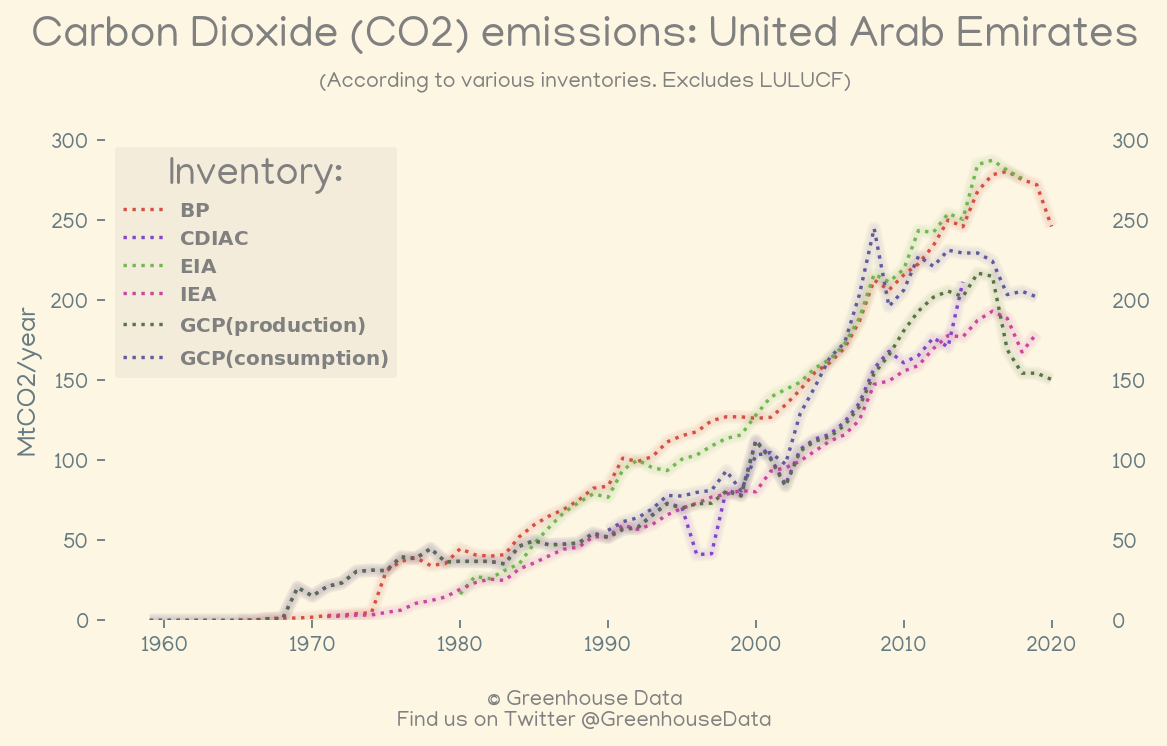 Carbon Dioxide (CO2) emissions: United Arab Emirates
(According to various inventories. Excludes LULUCF)
300
250
200
150
100
50
0
MtCO2/year
Inventory:
BP
CDIAC
EIA
IEA
GCP(production)
GCP(consumption)
300
250
200
150
100
50
0
1960 1970 1980 1990 2000 2010 2020
© Greenhouse Data
Find us on Twitter @GreenhouseData